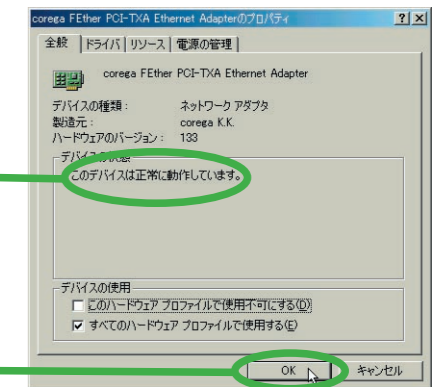 corega FEther PCI-TXA Ethernet Adapterのプロパティ
全般 ドライバ リソース 電源の管理
corega FEther PCI-TXA Ethernet Adapter
デバイスの種類: ネットワーク アダプタ
製造元: corega K.K.
ハードウェアのバージョン: 133
デバイスの状態
このデバイスは正常に動作しています。
デバイスの使用
このハードウェア プロファイルで使用不可にする(D)
すべてのハードウェア プロファイルで使用する(E)
OK キャンセル